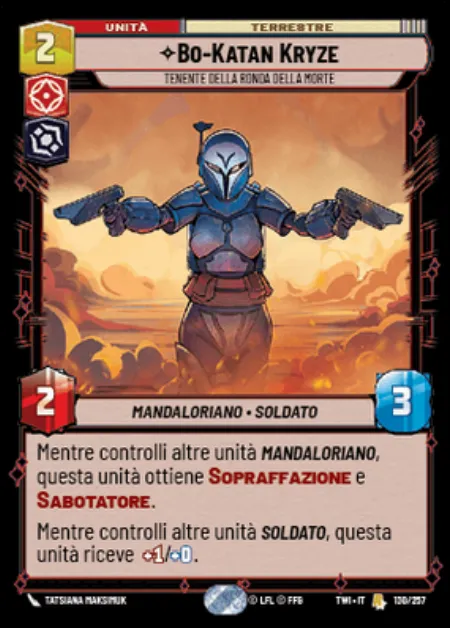 2
UNITÀ
TERRESTRE
BO-KATAN KRYZE
TENENTE DELLA RONDA DELLA MORTE
2
MANDALORIANO • SOLDATO
3
Mentre controlli altre unità MANDALORIANO,
questa unità ottiene SOPRAFFAZIONE e
SABOTATORE.
Mentre controlli altre unità SOLDATO, questa
unità riceve +1/+0.
TATSIANA MAKSIMUK
© LFL © FFG
TWI • IT
130/257